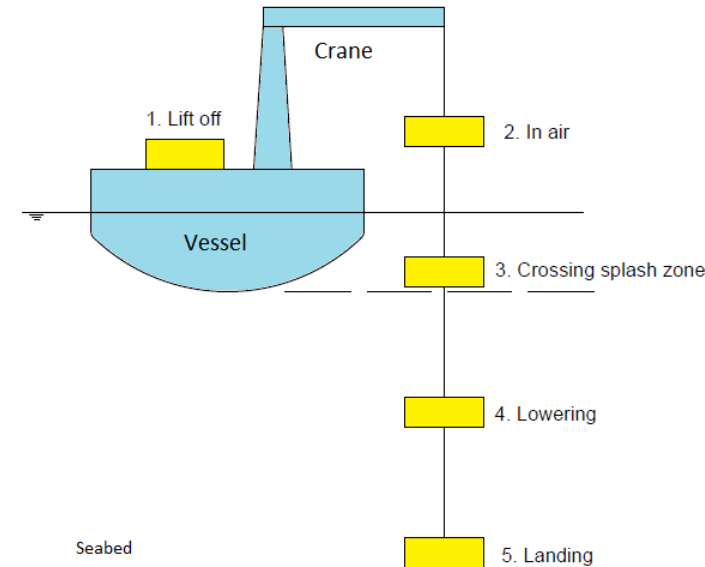 Crane
1. Lift off
2. In air
Vessel
3. Crossing splash zone
4. Lowering
Seabed
5. Landing